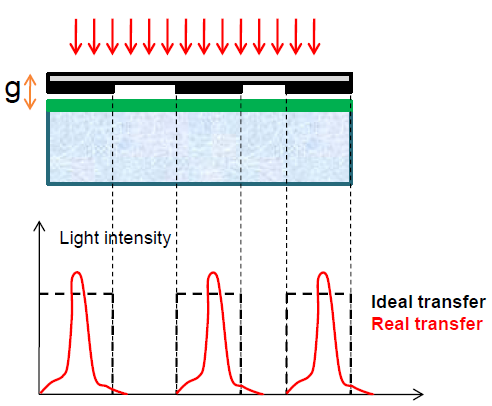 g
Light intensity
Ideal transfer
Real transfer